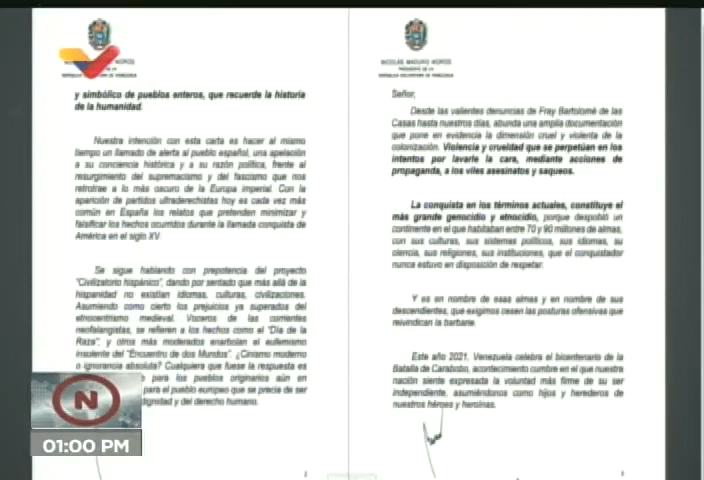 NICOLÁS MADURO MOROS
y simbólico de pueblos enteros, que recuerde la historia
de la humanidad.
Nuestra intención con esta carta es hacer al mismo
tiempo un llamado de alerta al pueblo español, una apelación
a su conciencia histórica y a su razón política, frente al
resurgimiento del supremacismo y del fascismo que nos
retrotrae a lo más oscuro de la Europa imperial. Con la
aparición de partidos ultraderechistas hoy es cada vez más
común en España los relatos que pretenden minimizar y
falsificar los hechos ocurridos durante la llamada conquista de
América en el siglo XV.
Se sigue hablando con prepotencia del proyecto
"Civilizatorio hispánico", dando por sentado que más allá de la
hispanidad no existían idiomas, culturas, civilizaciones.
Asumiendo como cierto los prejuicios ya superados del
etnocentrismo medieval. Voceros de las corrientes
neofalangistas, se refieren a los hechos como el "Día de la
Raza", y otros más moderados enarbolan el eufemismo
insolente del "Encuentro de dos Mundos". ¿Cinismo moderno
o ignorancia absoluta? Cualquiera que fuese la respuesta es
para los pueblos originarios aún en
para el pueblo europeo que se precia de ser
dignidad y del derecho humano.
2
NICOLÁS MADURO MOROS
PRESIDENTE DE LA
REPÚBLICA BOLIVARIANA DE VENEZUELA
Señor,
Desde las valientes denuncias de Fray Bartolomé de las
Casas hasta nuestros días, abunda una amplia documentación
que pone en evidencia la dimensión cruel y violenta de la
colonización. Violencia y crueldad que se perpetúan en los
intentos por lavarle la cara, mediante acciones de
propaganda, a los viles asesinatos y saqueos.
La conquista en los términos actuales, constituye el
más grande genocidio y etnocidio, porque despobló un
continente en el que habitaban entre 70 y 90 millones de almas,
con sus culturas, sus sistemas políticos, sus idiomas, su
ciencia, sus religiones, sus instituciones, que el conquistador
nunca estuvo en disposición de respetar.
Y es en nombre de esas almas y en nombre de sus
descendientes, que exigimos cesen las posturas ofensivas que
reivindican la barbarie.
Este año 2021, Venezuela celebra el bicentenario de la
Batalla de Carabobo, acontecimiento cumbre en el que nuestra
nación siente expresada la voluntad más firme de su ser
independiente, asumiéndonos como hijos y herederos de
nuestros héroes y heroínas.
N
01:00 PM